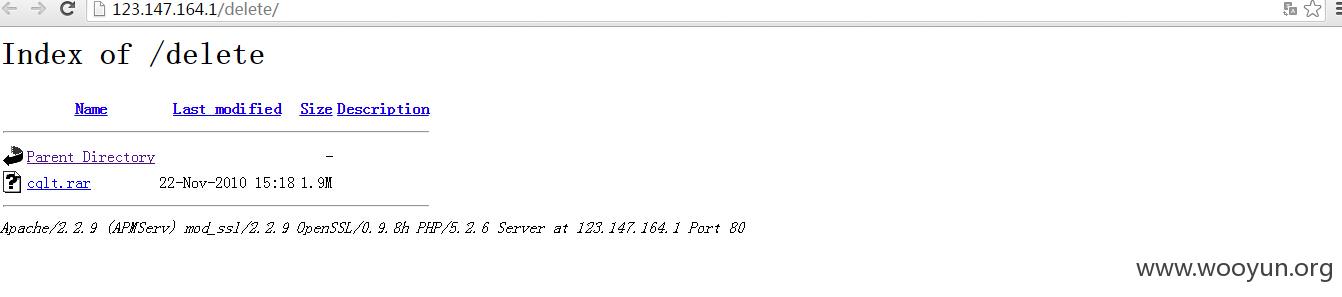 123.147.164.1/delete/
Index of /delete
Name Last modified Size Description
Parent Directory -
cqlt.rar 22-Nov-2010 15:18 1.9M
Apache/2.2.9 (APMServ) mod_ssl/2.2.9 OpenSSL/0.9.8h PHP/5.2.6 Server at 123.147.164.1 Port 80
www.wooyun.org